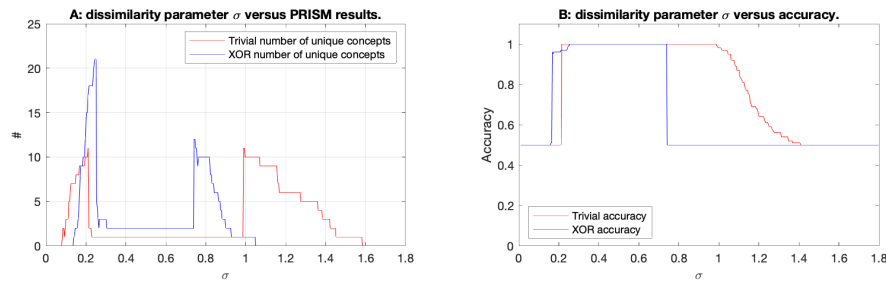 A: dissimilarity parameter σ versus PRISM results.
25
20
15
10
5
0
#
Trivial number of unique concepts
XOR number of unique concepts
0 0.2 0.4 0.6 0.8 1 1.2 1.4 1.6 1.8
σ
B: dissimilarity parameter σ versus accuracy.
1
0.8
0.6
0.4
0.2
0
Accuracy
Trivial accuracy
XOR accuracy
0 0.2 0.4 0.6 0.8 1 1.2 1.4 1.6 1.8
σ